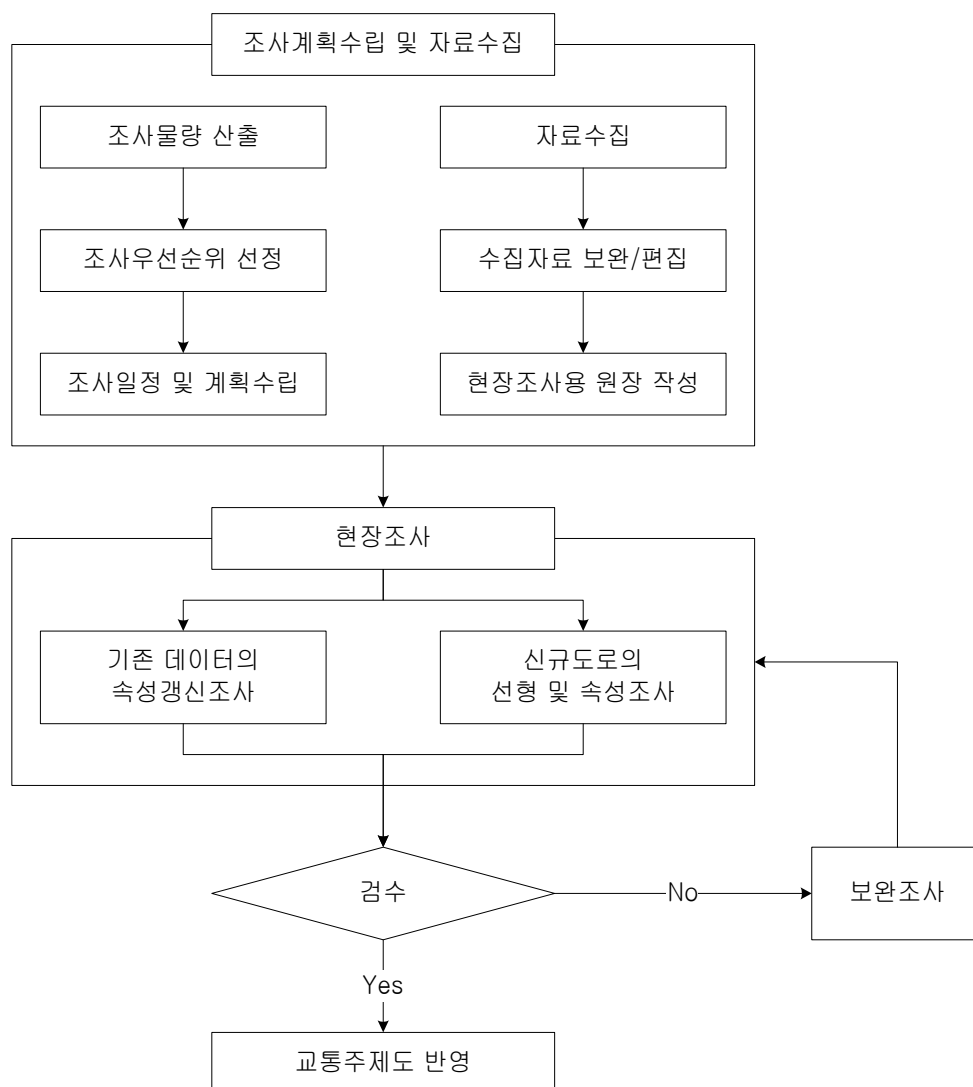 조사계획수립 및 자료수집
조사물량 산출
자료수집
조사우선순위 선정
수집자료 보완/편집
조사일정 및 계획수립
현장조사용 원장 작성
현장조사
기존 데이터의
속성갱신조사
신규도로의
선형 및 속성조사
검수
No
보완조사
Yes
교통주제도 반영